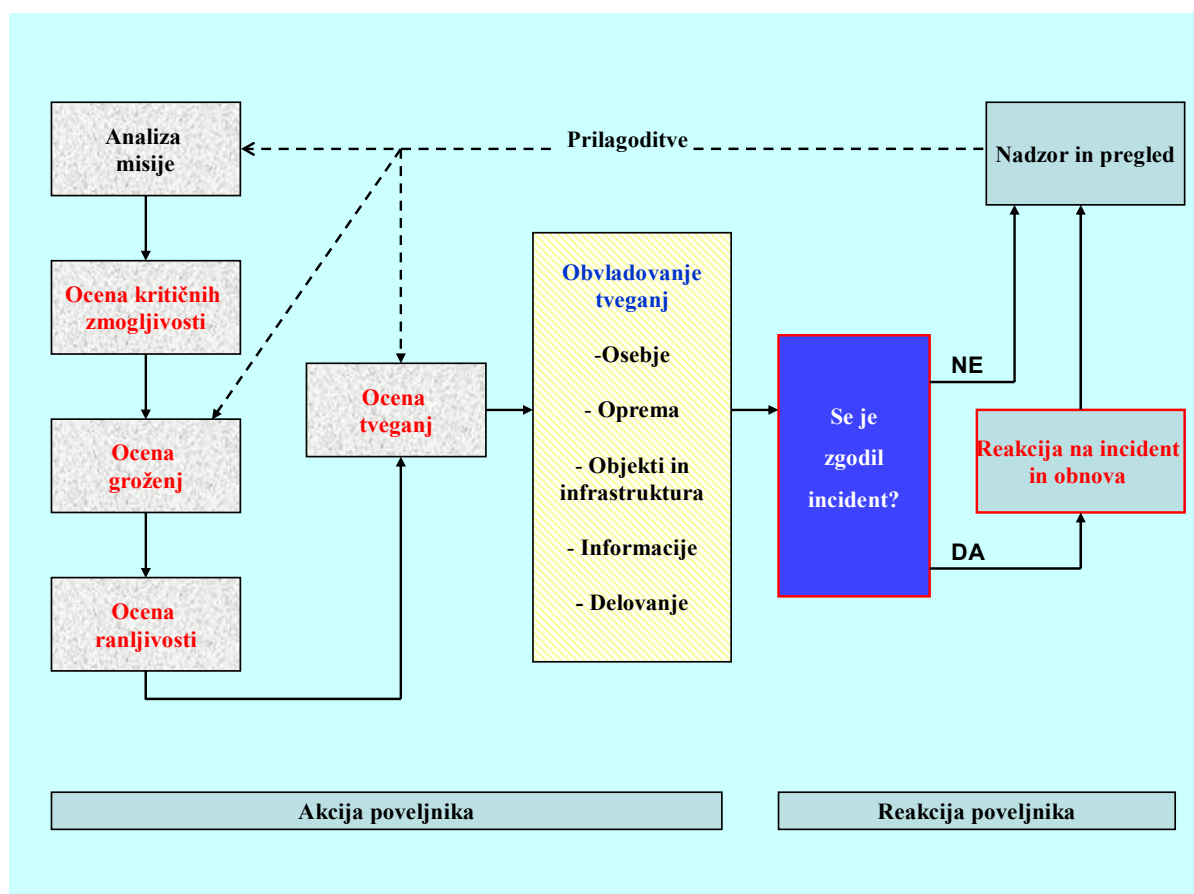 Analiza
misije
Prilagoditve
Nadzor in pregled
Ocena kritičnih
zmogljivosti
Ocena
groženj
Ocena
ranljivosti
Ocena
tveganj
Obvladovanje
tveganj
-Osebje
- Oprema
- Objekti in
infrastruktura
- Informacije
- Delovanje
Se je
zgodil
incident?
NE
DA
Reakcija na incident
in obnova
Akcija poveljnika
Reakcija poveljnika